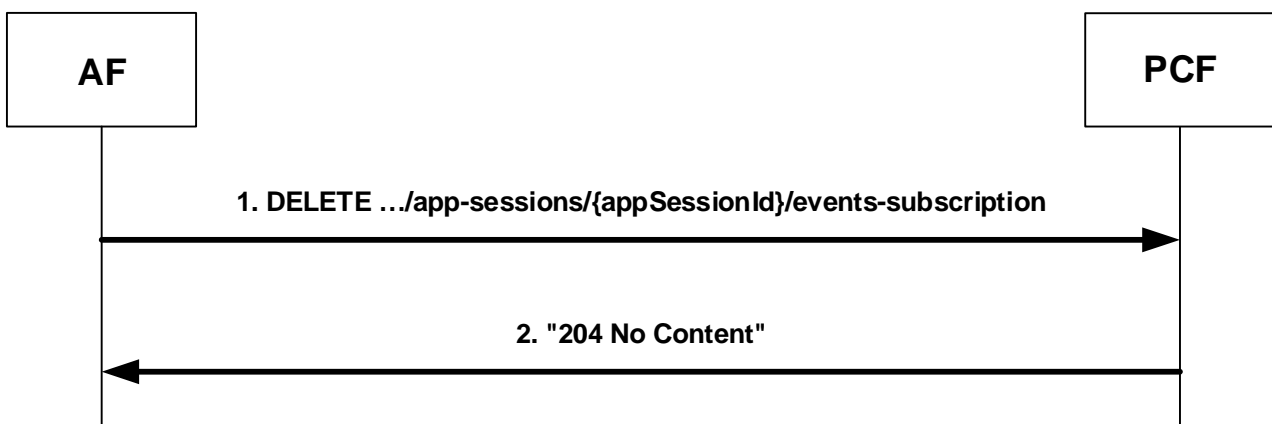 AF
PCF
1. DELETE …/app-sessions/{appSessionId}/events-subscription
2. "204 No Content"